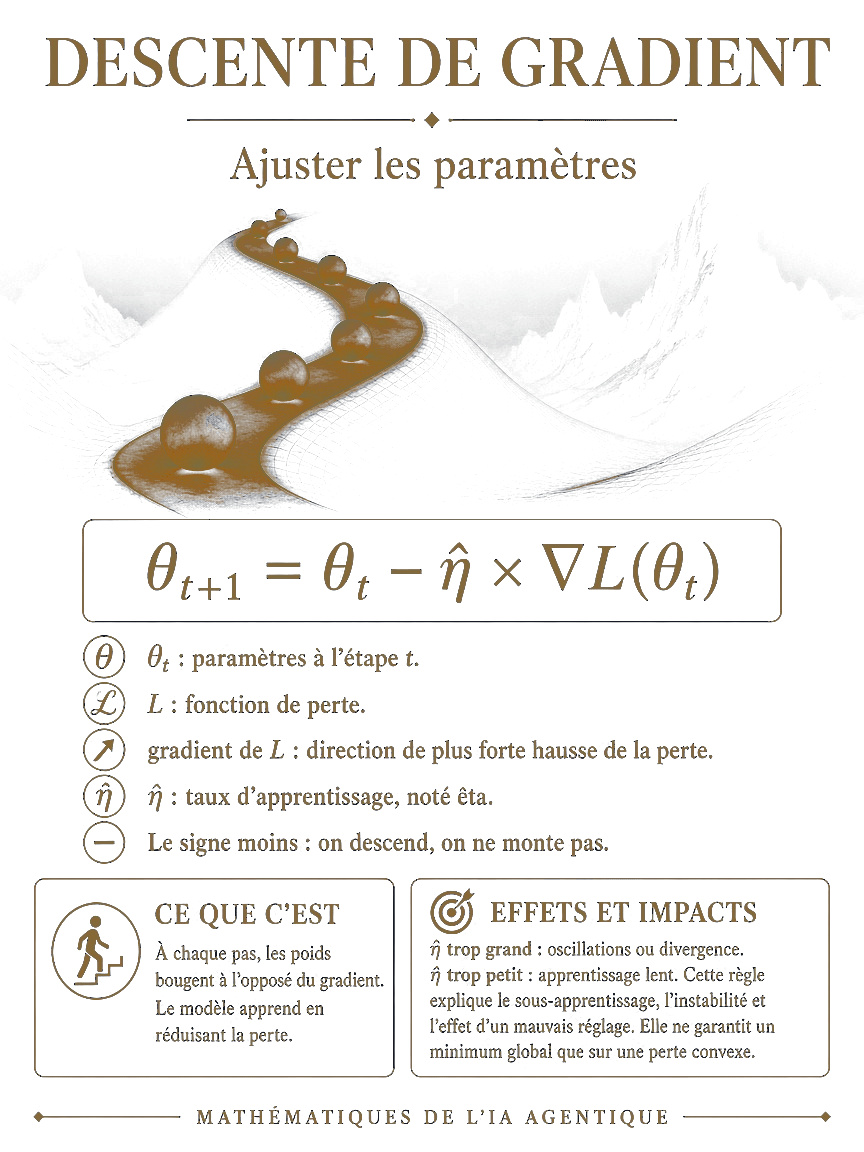 DESCENTE DE GRADIENT
Ajuster les paramètres
θₜ₊₁ = θₜ − η̂ × ∇L(θₜ)
θ θₜ : paramètres à l’étape t.
ℒ L : fonction de perte.
gradient de L : direction de plus forte hausse de la perte.
η̂ η̂ : taux d’apprentissage, noté êta.
− Le signe moins : on descend, on ne monte pas.
CE QUE C’EST
À chaque pas, les poids
bougent à l’opposé du gradient.
Le modèle apprend en
réduisant la perte.
EFFETS ET IMPACTS
η̂ trop grand : oscillations ou divergence.
η̂ trop petit : apprentissage lent. Cette règle
explique le sous-apprentissage, l’instabilité et
l’effet d’un mauvais réglage. Elle ne garantit un
minimum global que sur une perte convexe.
MATHÉMATIQUES DE L’IA AGENTIQUE